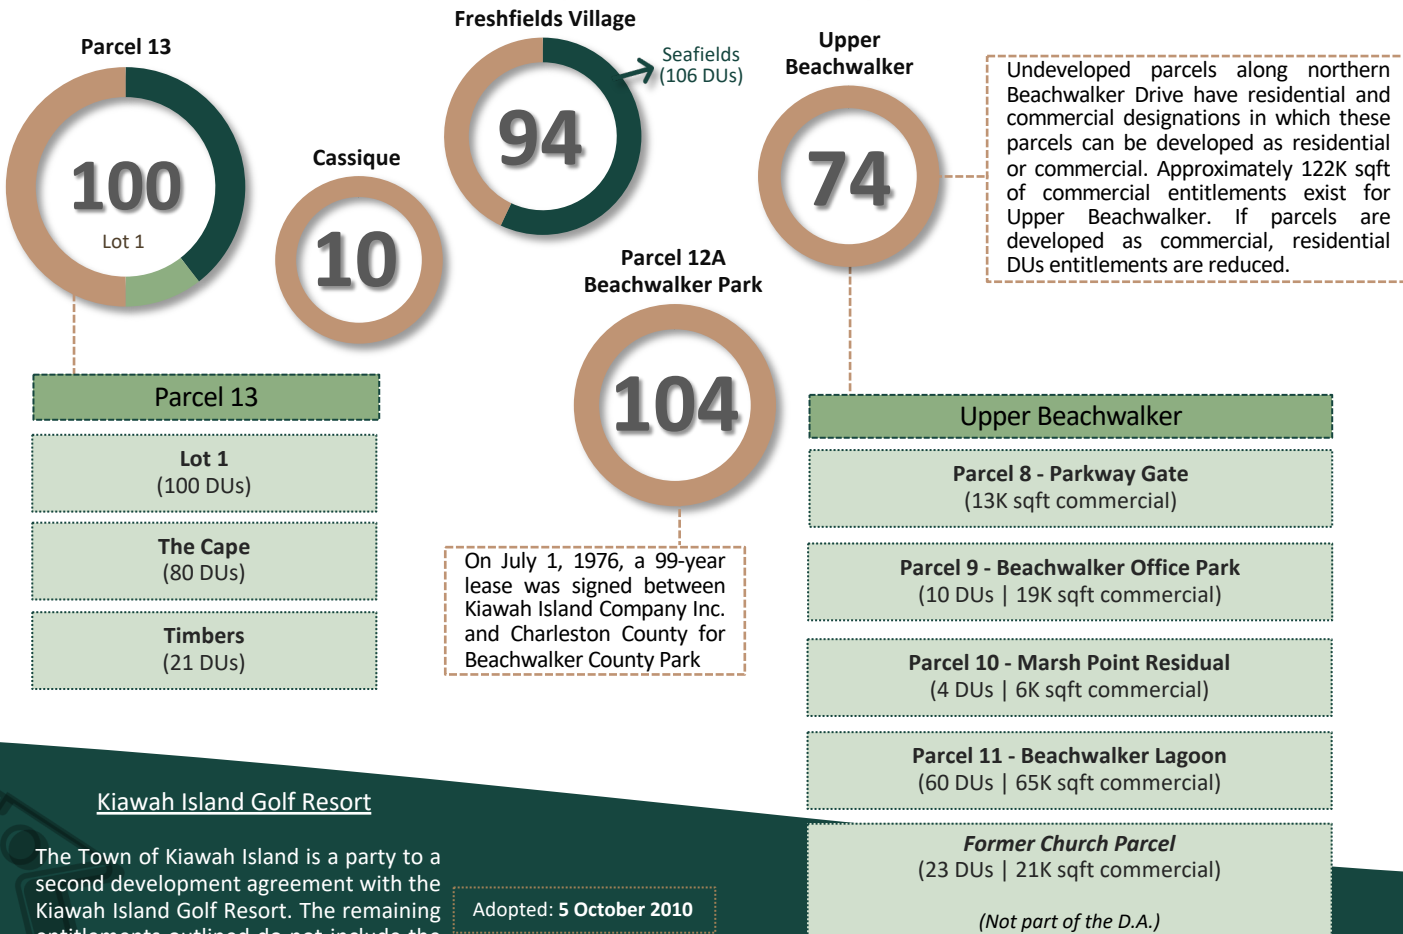 Parcel 13
100
Lot 1
Cassique
10
Freshfields Village
94
Seafields
(106 DUs)
Parcel 12A
Beachwalker Park
104
Upper
Beachwalker
74
Undeveloped parcels along northern
Beachwalker Drive have residential and
commercial designations in which these
parcels can be developed as residential
or commercial. Approximately 122K sqft
of commercial entitlements exist for
Upper Beachwalker. If parcels are
developed as commercial, residential
DUs entitlements are reduced.
Parcel 13
Lot 1
(100 DUs)
The Cape
(80 DUs)
Timbers
(21 DUs)
On July 1, 1976, a 99-year
lease was signed between
Kiawah Island Company Inc.
and Charleston County for
Beachwalker County Park
Upper Beachwalker
Parcel 8 - Parkway Gate
(13K sqft commercial)
Parcel 9 - Beachwalker Office Park
(10 DUs | 19K sqft commercial)
Parcel 10 - Marsh Point Residual
(4 DUs | 6K sqft commercial)
Parcel 11 - Beachwalker Lagoon
(60 DUs | 65K sqft commercial)
Former Church Parcel
(23 DUs | 21K sqft commercial)
(Not part of the D.A.)
Kiawah Island Golf Resort
The Town of Kiawah Island is a party to a
second development agreement with the
Kiawah Island Golf Resort. The remaining
entitlements outlined do not include the
Adopted: 5 October 2010